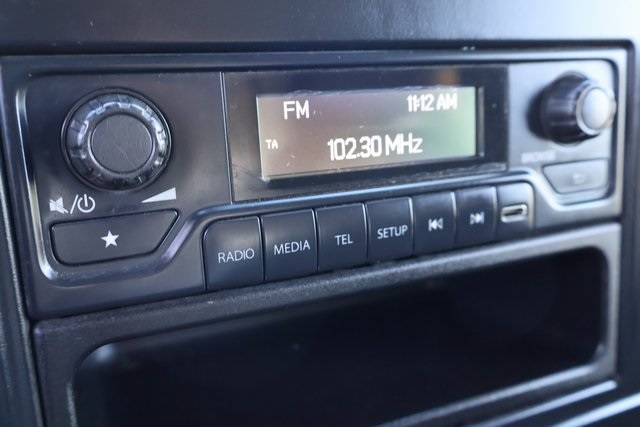 FM 11:12 AM
TA
102.30 MHz
RADIO MEDIA TEL SETUP